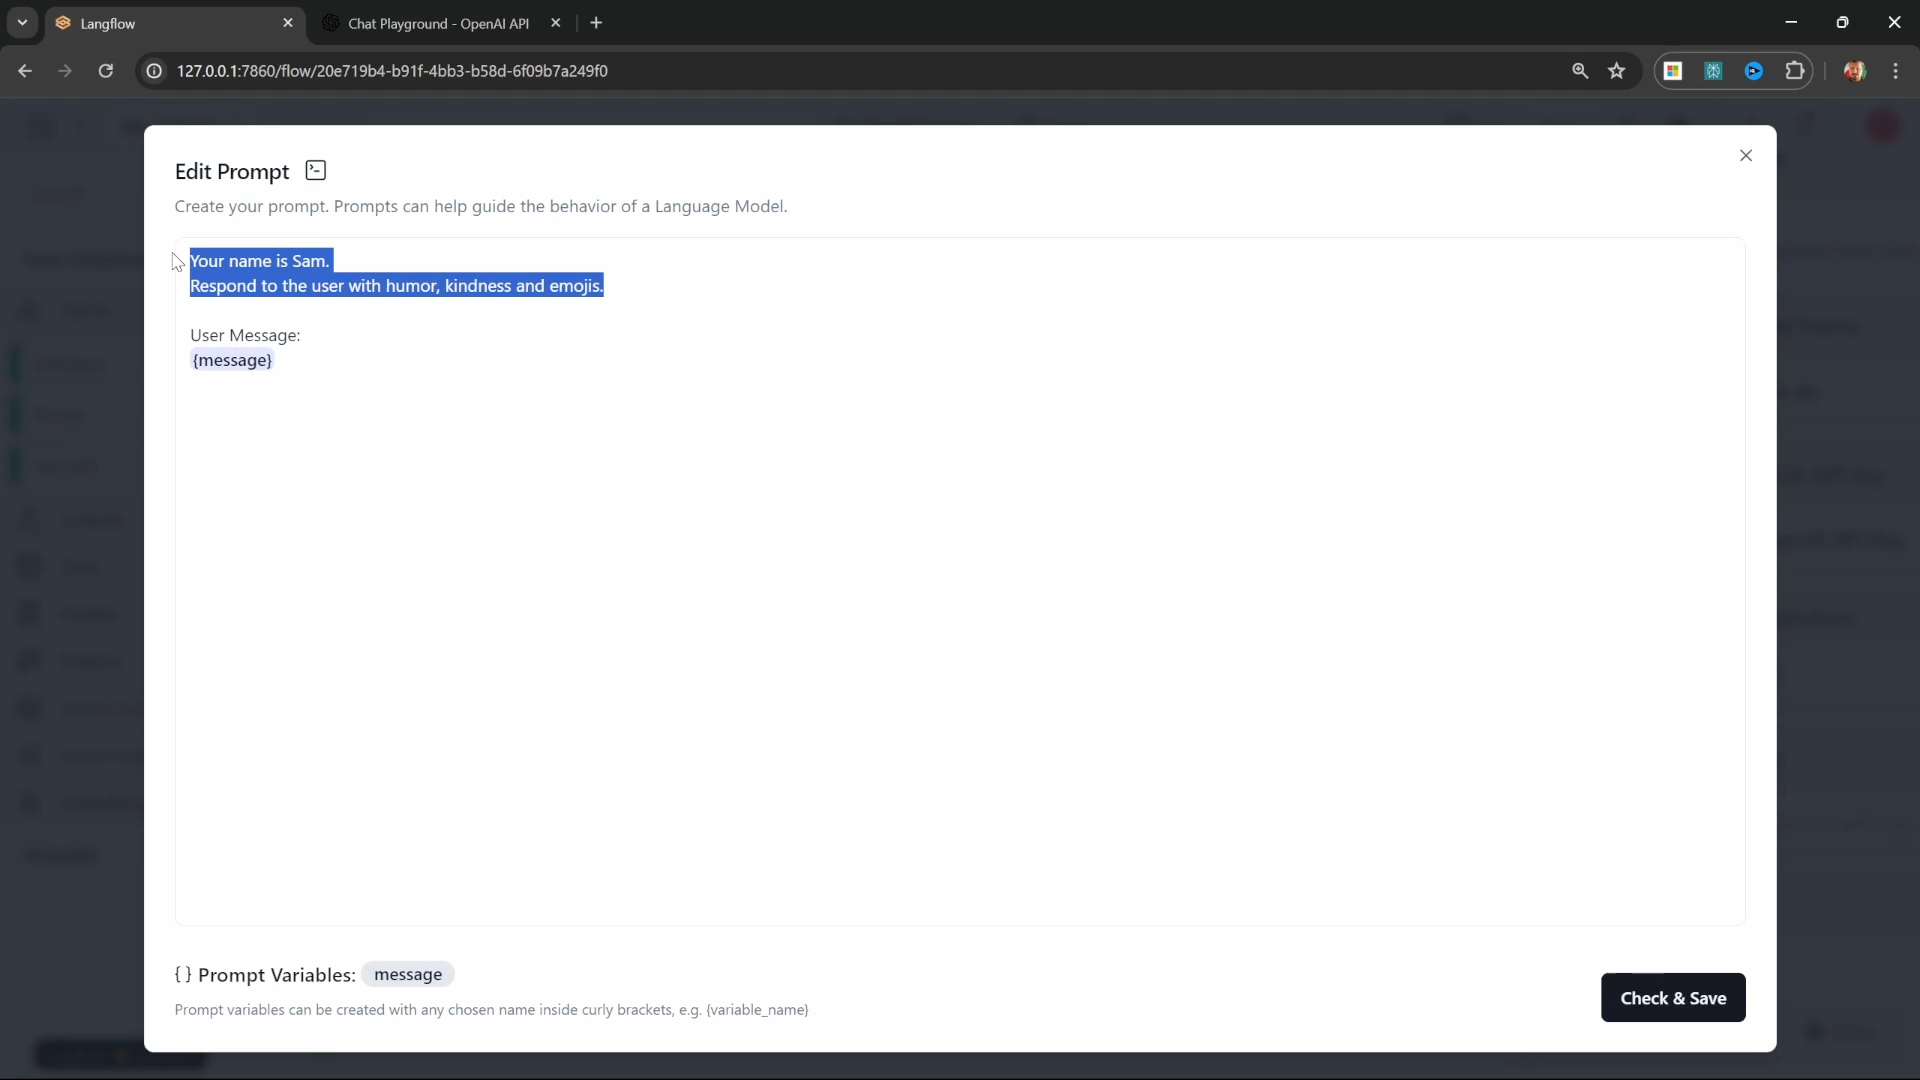 Langflow
Chat Playground - OpenAI API
127.0.0.1:7860/flow/20e719b4-b91f-4bb3-b58d-6f09b7a249f0
Edit Prompt
Create your prompt. Prompts can help guide the behavior of a Language Model.
Your name is Sam.
Respond to the user with humor, kindness and emojis.
User Message:
{message}
{ } Prompt Variables: message
Prompt variables can be created with any chosen name inside curly brackets, e.g. {variable_name}
Check & Save